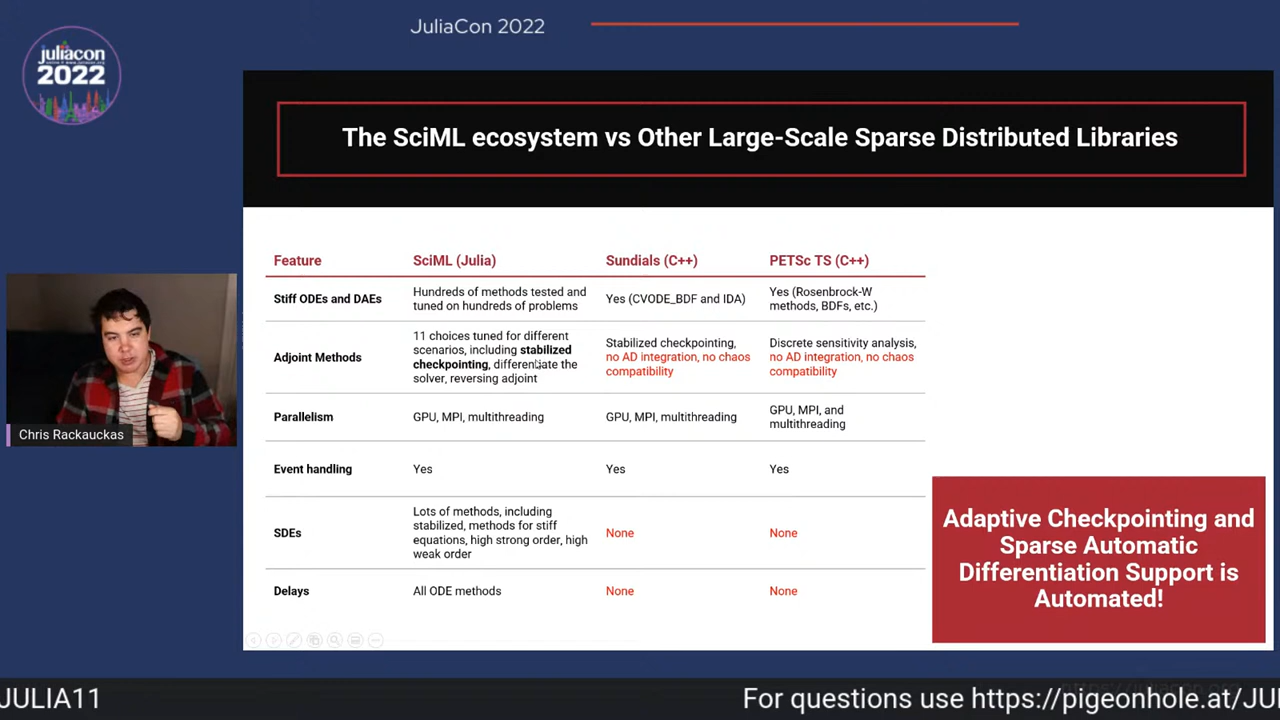 JuliaCon 2022
juliacon
2022
The SciML ecosystem vs Other Large-Scale Sparse Distributed Libraries
Feature SciML (Julia) Sundials (C++) PETSc TS (C++)
Stiff ODEs and DAEs
Hundreds of methods tested and
tuned on hundreds of problems
Yes (CVODE_BDF and IDA)
Yes (Rosenbrock-W
methods, BDFs, etc.)
Adjoint Methods
11 choices tuned for different
scenarios, including stabilized
checkpointing, differentiate the
solver, reversing adjoint
Stabilized checkpointing,
no AD integration, no chaos
compatibility
Discrete sensitivity analysis,
no AD integration, no chaos
compatibility
Parallelism
GPU, MPI, multithreading
GPU, MPI, multithreading
GPU, MPI, and
multithreading
Event handling
Yes
Yes
Yes
SDEs
Lots of methods, including
stabilized, methods for stiff
equations, high strong order, high
weak order
None
None
Delays
All ODE methods
None
None
Adaptive Checkpointing and
Sparse Automatic
Differentiation Support is
Automated!
Chris Rackauckas
JULIA11
For questions use https://pigeonhole.at/JU